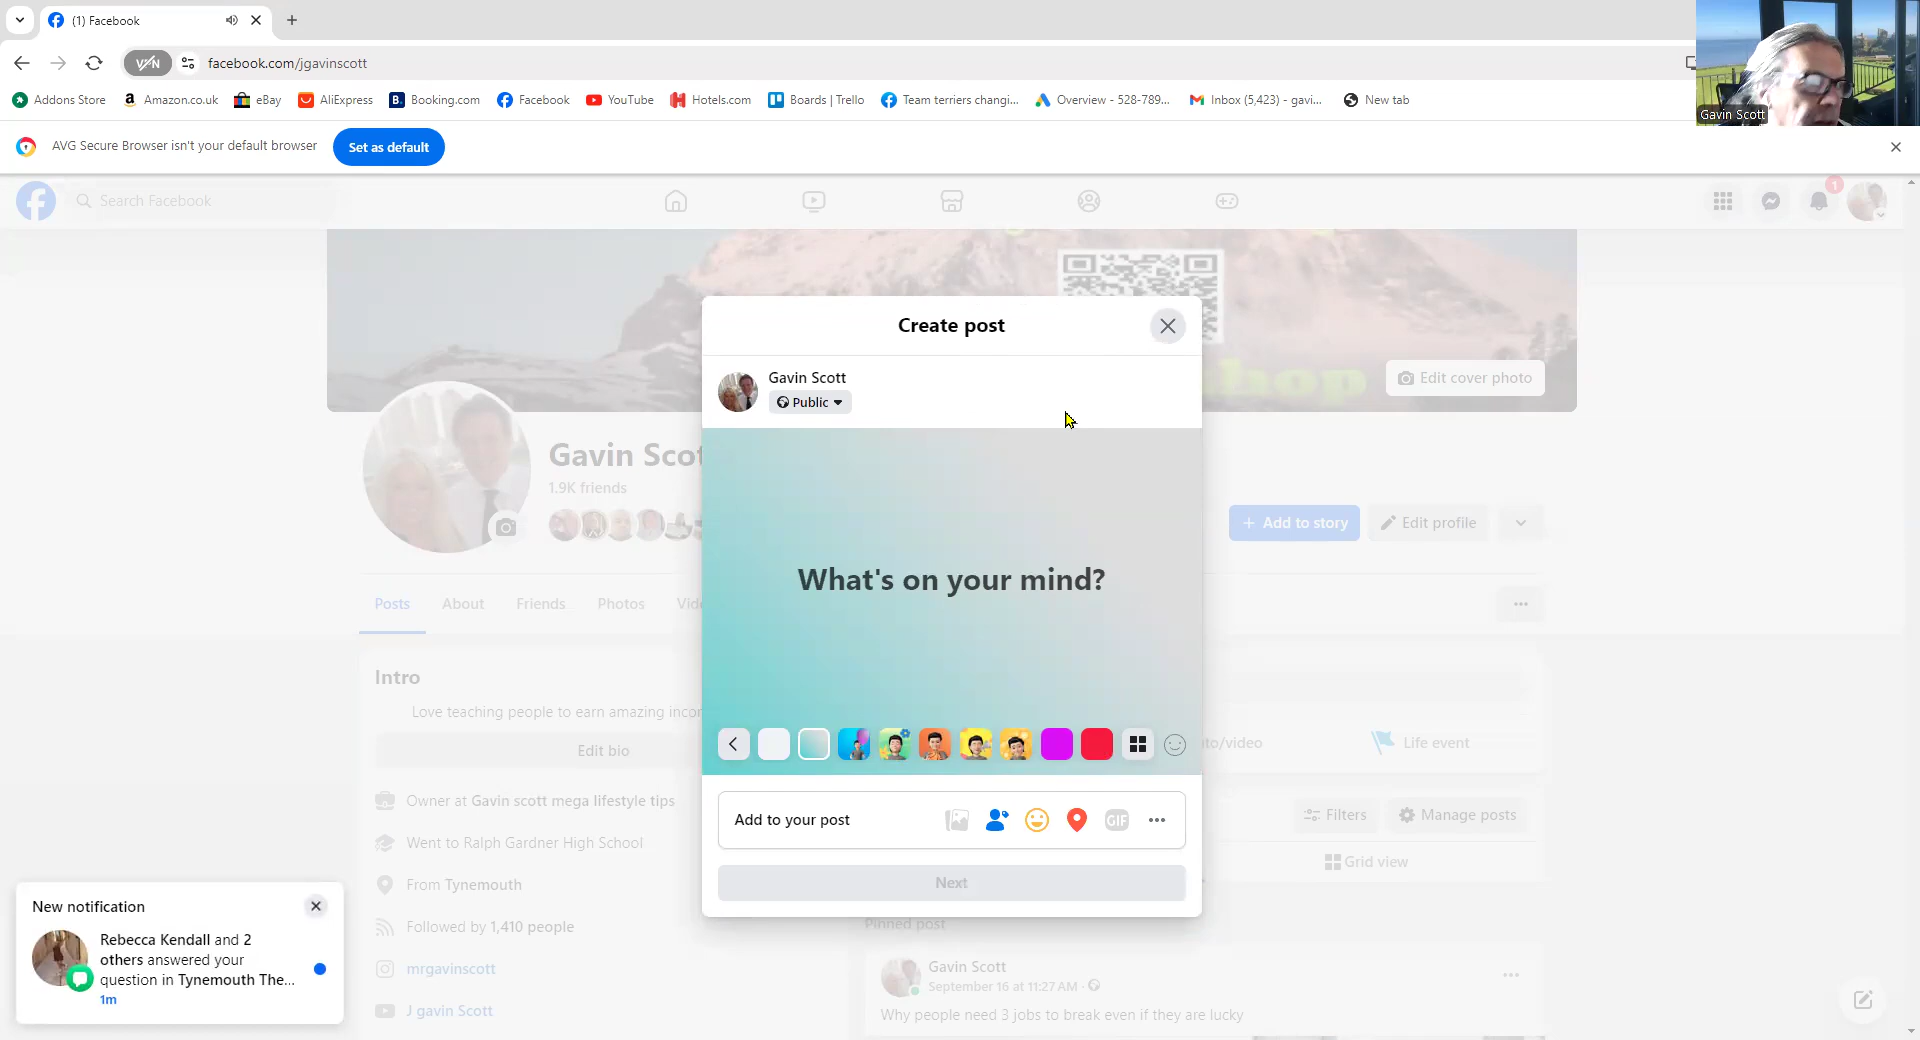 (1) Facebook
VPN
facebook.com/jgavinscott
Addons Store
Amazon.co.uk
eBay
AliExpress
Booking.com
Facebook
YouTube
Hotels.com
Boards | Trello
Team terriers changi...
Overview - 528-789...
Inbox (5,423) - gavi...
New tab
Gavin Scott
AVG Secure Browser isn't your default browser
Set as default
Search Facebook
1
hop
Edit cover photo
Create post
Gavin Scott
Public
What's on your mind?
Add to your post
GIF
Next
Gavin Scot
1.9K friends
+ Add to story
Edit profile
Posts
About
Friends
Photos
Vid
Intro
Love teaching people to earn amazing incor
Edit bio
Owner at Gavin scott mega lifestyle tips
Went to Ralph Gardner High School
From Tynemouth
Followed by 1,410 people
mrgavinscott
J gavin Scott
to/video
Life event
Filters
Manage posts
Grid view
Pinned post
Gavin Scott
September 16 at 11:27 AM ·
Why people need 3 jobs to break even if they are lucky
New notification
Rebecca Kendall and 2
others answered your
question in Tynemouth The...
1m